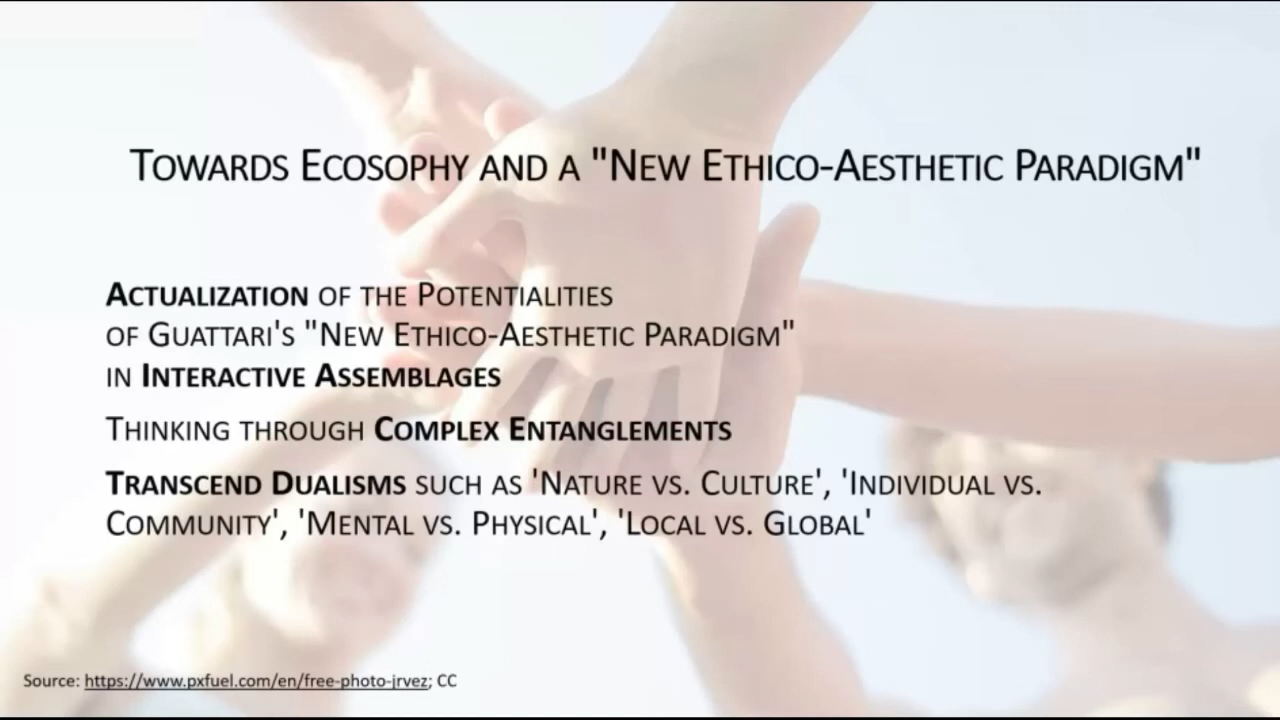 Towards Ecosophy and a "New Ethico-Aesthetic Paradigm"
Actualization of the Potentialities
of Guattari's "New Ethico-Aesthetic Paradigm"
in Interactive Assemblages
Thinking through Complex Entanglements
Transcend Dualisms such as 'Nature vs. Culture', 'Individual vs.
Community', 'Mental vs. Physical', 'Local vs. Global'
Source: https://www.pxfuel.com/en/free-photo-jrvez; CC